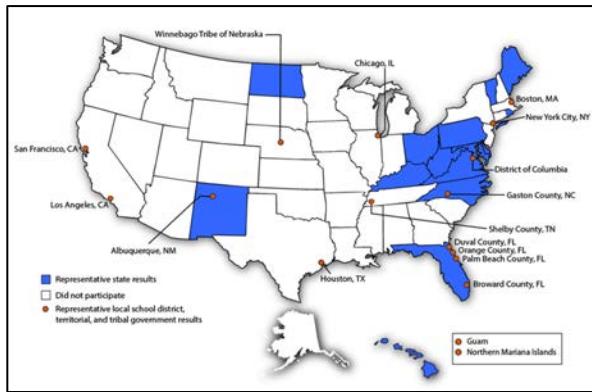 Winnebago Tribe of Nebraska
Chicago, IL
Boston, MA
New York City, NY
San Francisco, CA
District of Columbia
Gaston County, NC
Los Angeles, CA
Shelby County, TN
Albuquerque, NM
Duval County, FL
Orange County, FL
Palm Beach County, FL
Houston, TX
Broward County, FL
Representative state results
Did not participate
Representative local school district,
territorial, and tribal government results
Guam
Northern Mariana Islands